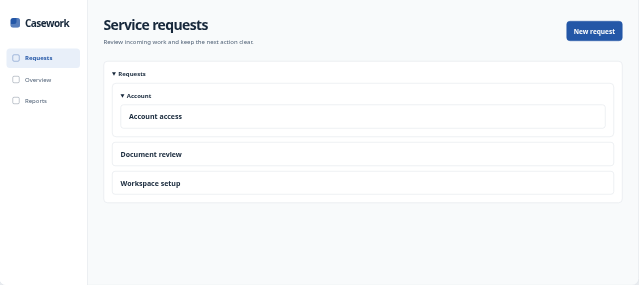 Casework
Requests
Overview
Reports
Service requests
Review incoming work and keep the next action clear.
New request
Requests
Account
Account access
Document review
Workspace setup